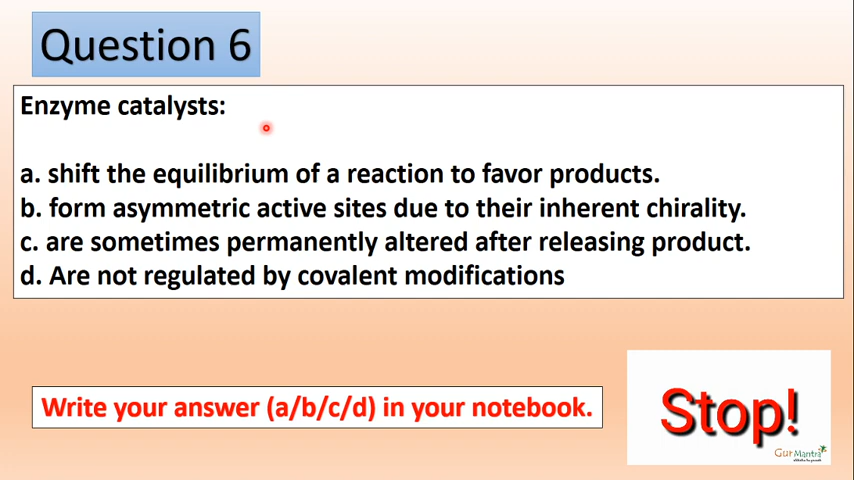 Question 6
Enzyme catalysts:
a. shift the equilibrium of a reaction to favor products.
b. form asymmetric active sites due to their inherent chirality.
c. are sometimes permanently altered after releasing product.
d. Are not regulated by covalent modifications
Write your answer (a/b/c/d) in your notebook.
Stop!
GurMantra